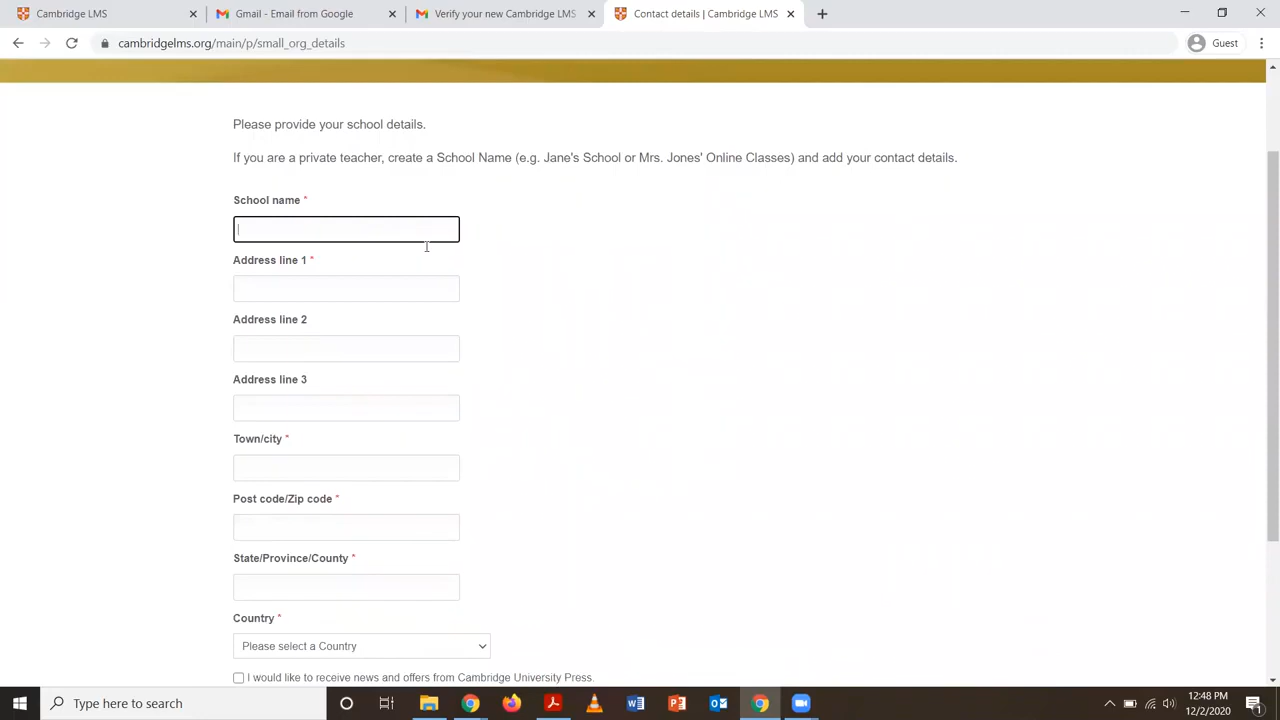 Cambridge LMS
Gmail - Email from Google
Verify your new Cambridge LMS
Contact details | Cambridge LMS
cambridgelms.org/main/p/small_org_details
Guest
Please provide your school details.
If you are a private teacher, create a School Name (e.g. Jane's School or Mrs. Jones' Online Classes) and add your contact details.
School name *
Address line 1 *
Address line 2
Address line 3
Town/city *
Post code/Zip code *
State/Province/County *
Country *
Please select a Country
I would like to receive news and offers from Cambridge University Press.
Type here to search
12:48 PM
12/2/2020